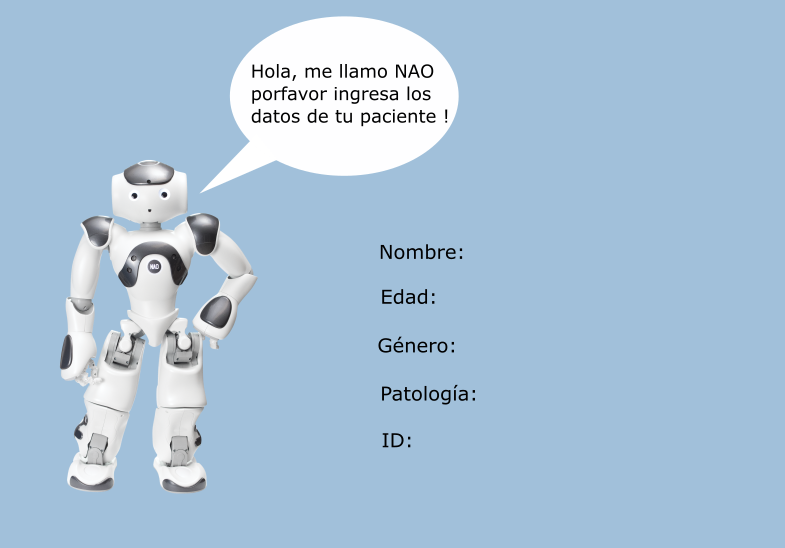 Hola, me llamo NAO
porfavor ingresa los
datos de tu paciente !
NAO
Nombre:
Edad:
Género:
Patología:
ID: